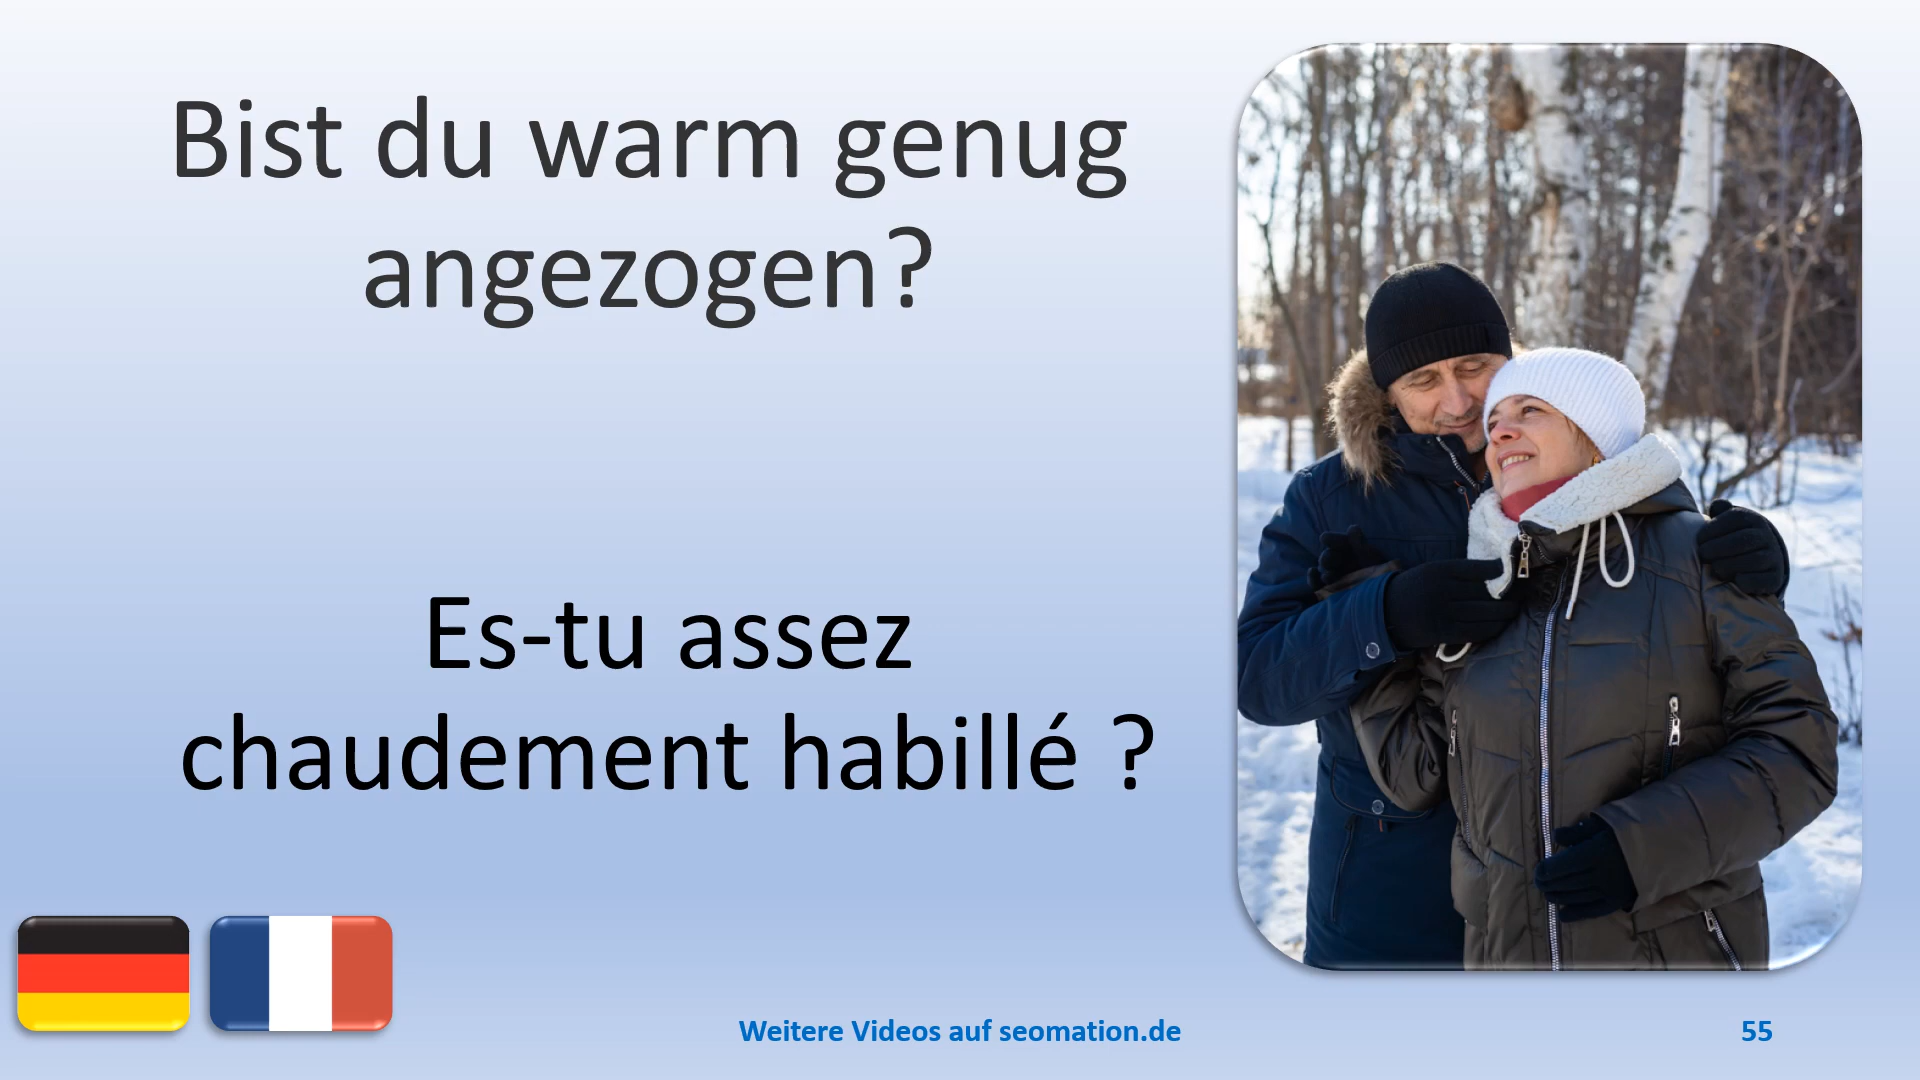 Bist du warm genug
angezogen?
Es-tu assez
chaudement habillé ?
Weitere Videos auf seomation.de
55